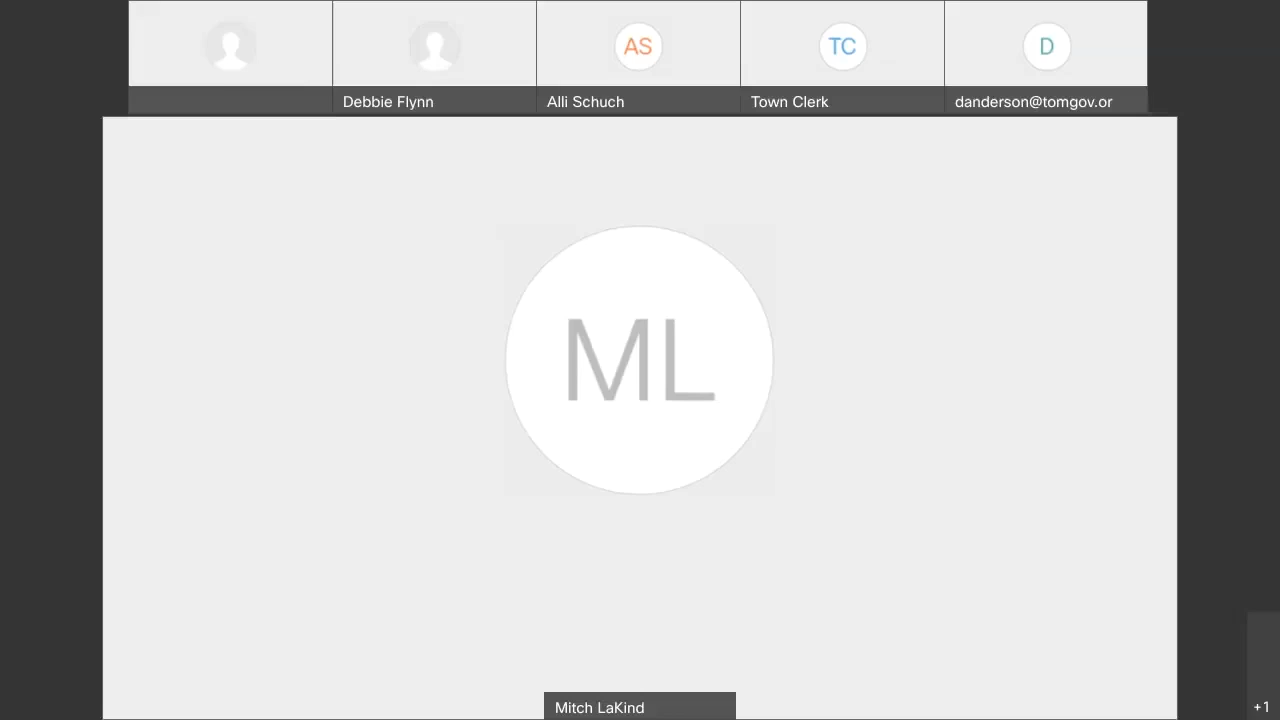 AS
TC
D
Debbie Flynn
Alli Schuch
Town Clerk
danderson@tomgov.or
ML
Mitch LaKind
+1